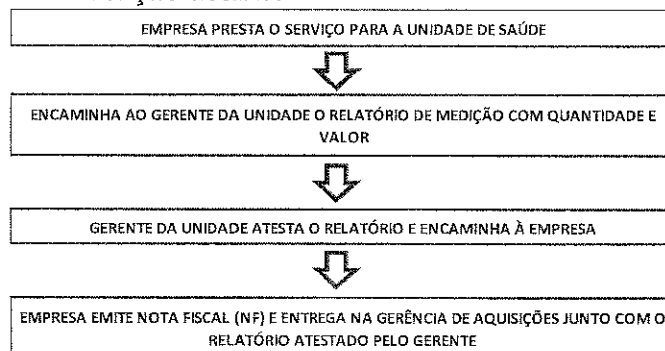 EMPRESA PRESTA O SERVIÇO PARA A UNIDADE DE SAÚDE
ENCAMINHA AO GERENTE DA UNIDADE O RELATÓRIO DE MEDIÇÃO COM QUANTIDADE E
VALOR
GERENTE DA UNIDADE ATESTA O RELATÓRIO E ENCAMINHA À EMPRESA
EMPRESA EMITE NOTA FISCAL (NF) E ENTREGA NA GERÊNCIA DE AQUISIÇÕES JUNTO COM O
RELATÓRIO ATESTADO PELO GERENTE